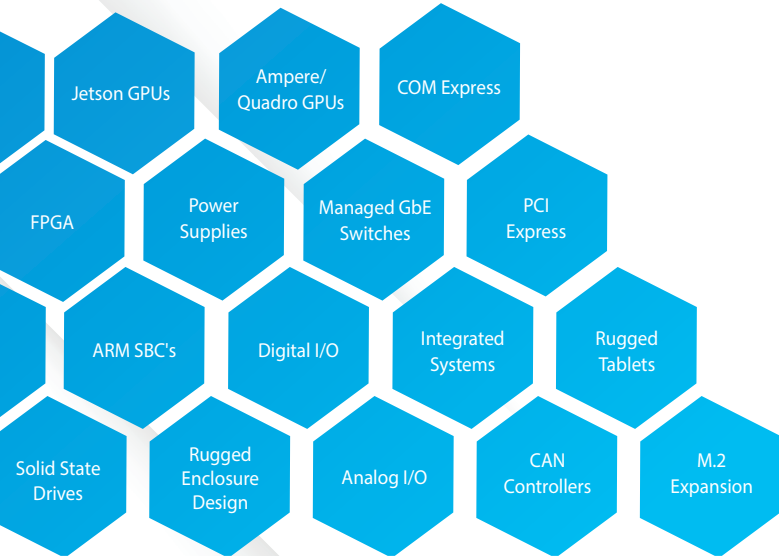 Jetson GPUs
Ampere/
Quadro GPUs
COM Express
FPGA
Power
Supplies
Managed GbE
Switches
PCI
Express
ARM SBC's
Digital I/O
Integrated
Systems
Rugged
Tablets
Solid State
Drives
Rugged
Enclosure
Design
Analog I/O
CAN
Controllers
M.2
Expansion